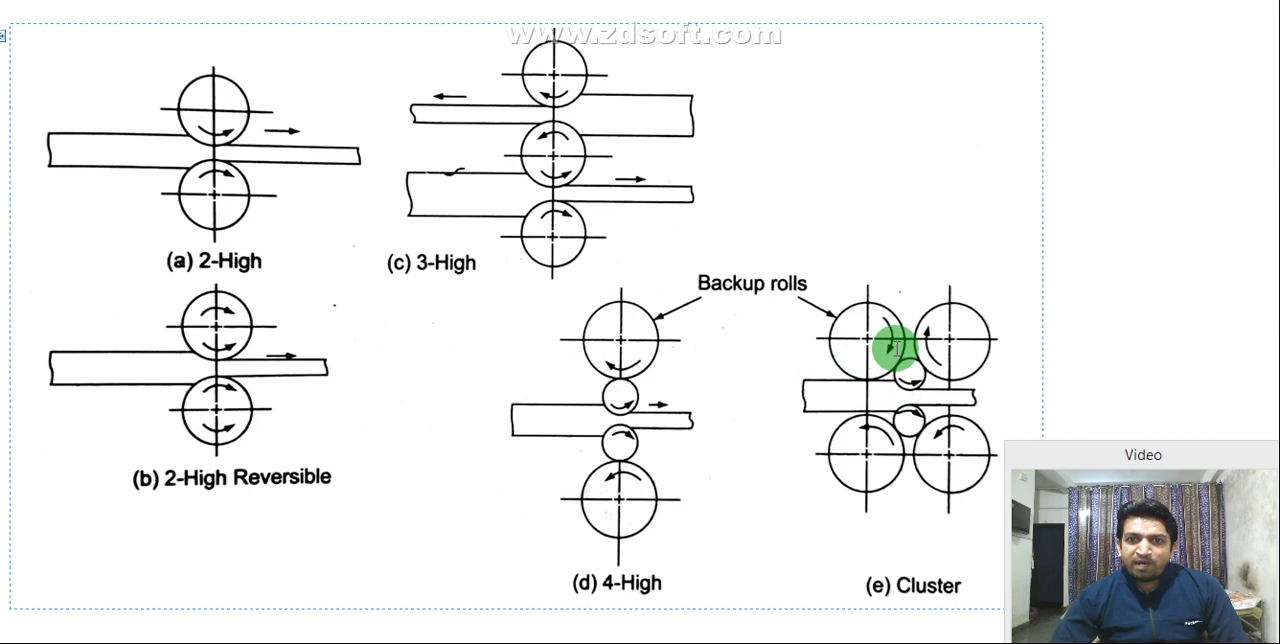 www.zdsoft.com
(a) 2-High
(c) 3-High
Backup rolls
(b) 2-High Reversible
(d) 4-High
(e) Cluster
Video